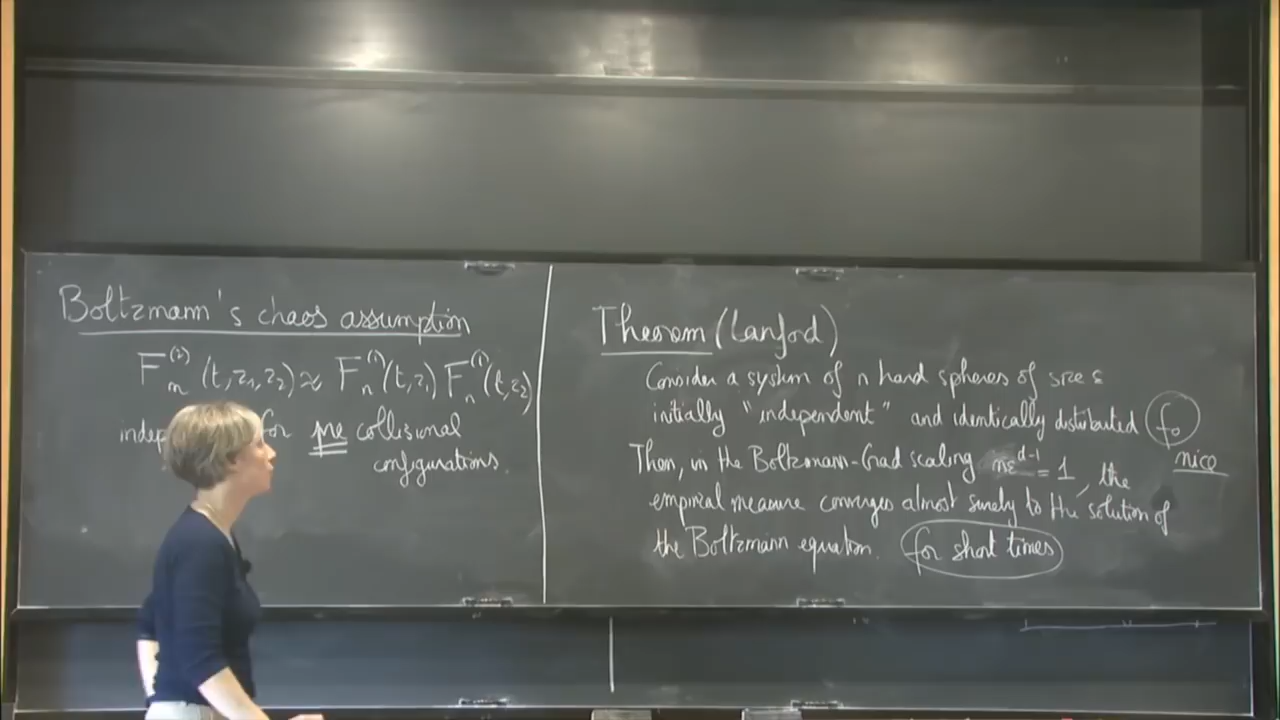 Boltzmann's chaos assumption
F_n^{(2)}(t, z_1, z_2) ≈ F_n^{(1)}(t, z_1) F_n^{(1)}(t, z_2)
for pre collisional
configurations.
Theorem (Lanford)
Consider a system of n hard spheres of size ε
initially "independent" and identically distributed f_0
nice
Then, in the Boltzmann-Grad scaling nε^{d-1} = 1, the
empirical measure converges almost surely to the solution of
the Boltzmann equation. for short times